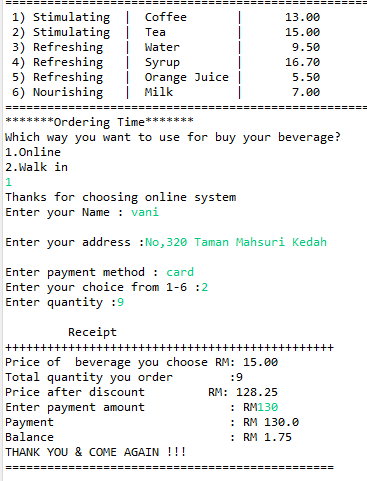 ====================================================
1) Stimulating  |  Coffee         |      13.00
2) Stimulating  |  Tea            |      15.00
3) Refreshing   |  Water          |       9.50
4) Refreshing   |  Syrup          |      16.70
5) Refreshing   |  Orange Juice |       5.50
6) Nourishing   |  Milk           |       7.00
====================================================
*******Ordering Time*******
Which way you want to use for buy your beverage?
1.Online
2.Walk in
1
Thanks for choosing online system
Enter your Name : vani
Enter your address :No,320 Taman Mahsuri Kedah
Enter payment method : card
Enter your choice from 1-6 :2
Enter quantity :9
Receipt
+++++++++++++++++++++++++++++++++++++++++++++++
Price of  beverage you choose RM: 15.00
Total quantity you order        :9
Price after discount         RM: 128.25
Enter payment amount            : RM130
Payment                         : RM 130.0
Balance                         : RM 1.75
THANK YOU & COME AGAIN !!!
===============================================